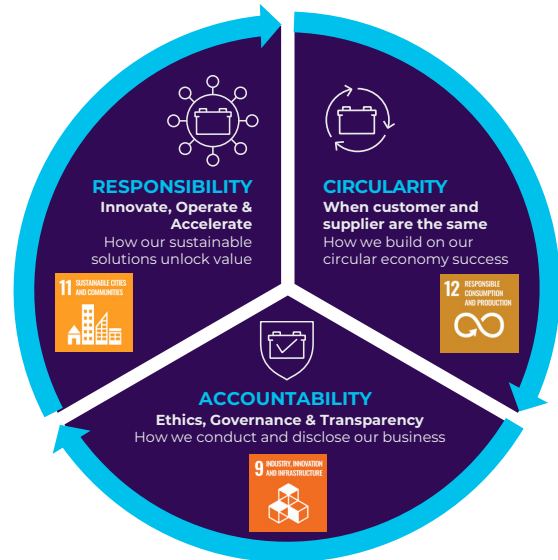 RESPONSIBILITY
Innovate, Operate &
Accelerate
How our sustainable
solutions unlock value
11 SUSTAINABLE CITIES
AND COMMUNITIES
CIRCULARITY
When customer and
supplier are the same
How we build on our
circular economy success
12 RESPONSIBLE
CONSUMPTION
AND PRODUCTION
ACCOUNTABILITY
Ethics, Governance & Transparency
How we conduct and disclose our business
9 INDUSTRY, INNOVATION
AND INFRASTRUCTURE